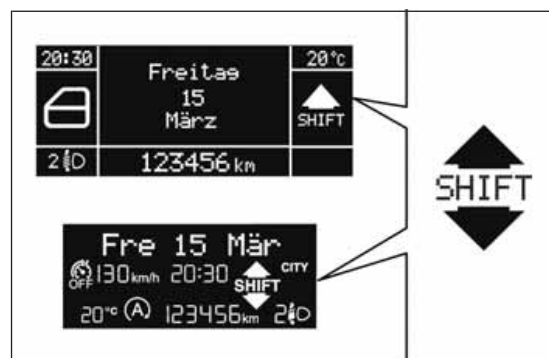 20:30 Freitag 20°c
15
März SHIFT
2 123456 km
SHIFT
Fre 15 Mär
OFF 130 km/h 20:30 SHIFT CITY
20°c (A) 123456 km 2